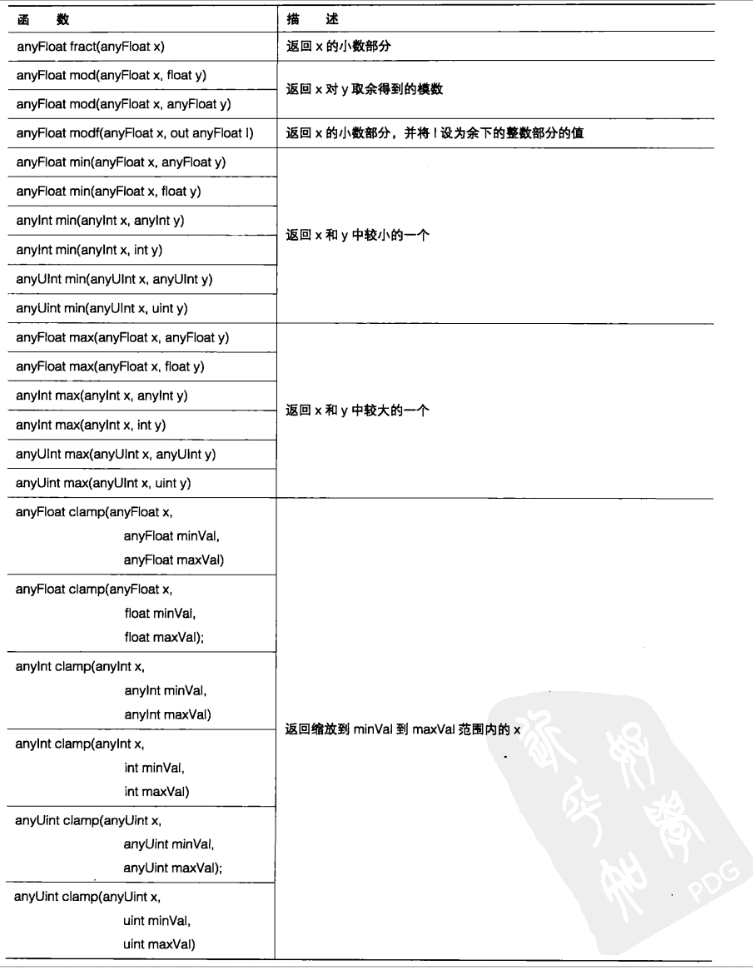 函 数 描 述
anyFloat fract(anyFloat x) 返回 x 的小数部分
anyFloat mod(anyFloat x, float y)
返回 x 对 y 取余得到的模数
anyFloat mod(anyFloat x, anyFloat y)
anyFloat modf(anyFloat x, out anyFloat l) 返回 x 的小数部分，并将 l 设为余下的整数部分的值
anyFloat min(anyFloat x, anyFloat y)
anyFloat min(anyFloat x, float y)
anyInt min(anyInt x, anyInt y)
返回 x 和 y 中较小的一个
anyInt min(anyInt x, int y)
anyUInt min(anyUInt x, anyUInt y)
anyUint min(anyUInt x, uint y)
anyFloat max(anyFloat x, anyFloat y)
anyFloat max(anyFloat x, float y)
anyInt max(anyInt x, anyInt y)
返回 x 和 y 中较大的一个
anyInt max(anyInt x, int y)
anyUInt max(anyUInt x, anyUInt y)
anyUint max(anyUInt x, uint y)
anyFloat clamp(anyFloat x,
anyFloat minVal,
anyFloat maxVal)
anyFloat clamp(anyFloat x,
float minVal,
float maxVal);
anyInt clamp(anyInt x,
anyInt minVal,
anyInt maxVal)
返回缩放到 minVal 到 maxVal 范围内的 x
anyInt clamp(anyInt x,
int minVal,
int maxVal)
anyUint clamp(anyUint x,
anyUint minVal,
anyUint maxVal);
anyUint clamp(anyUint x,
uint minVal,
uint maxVal)
PDG